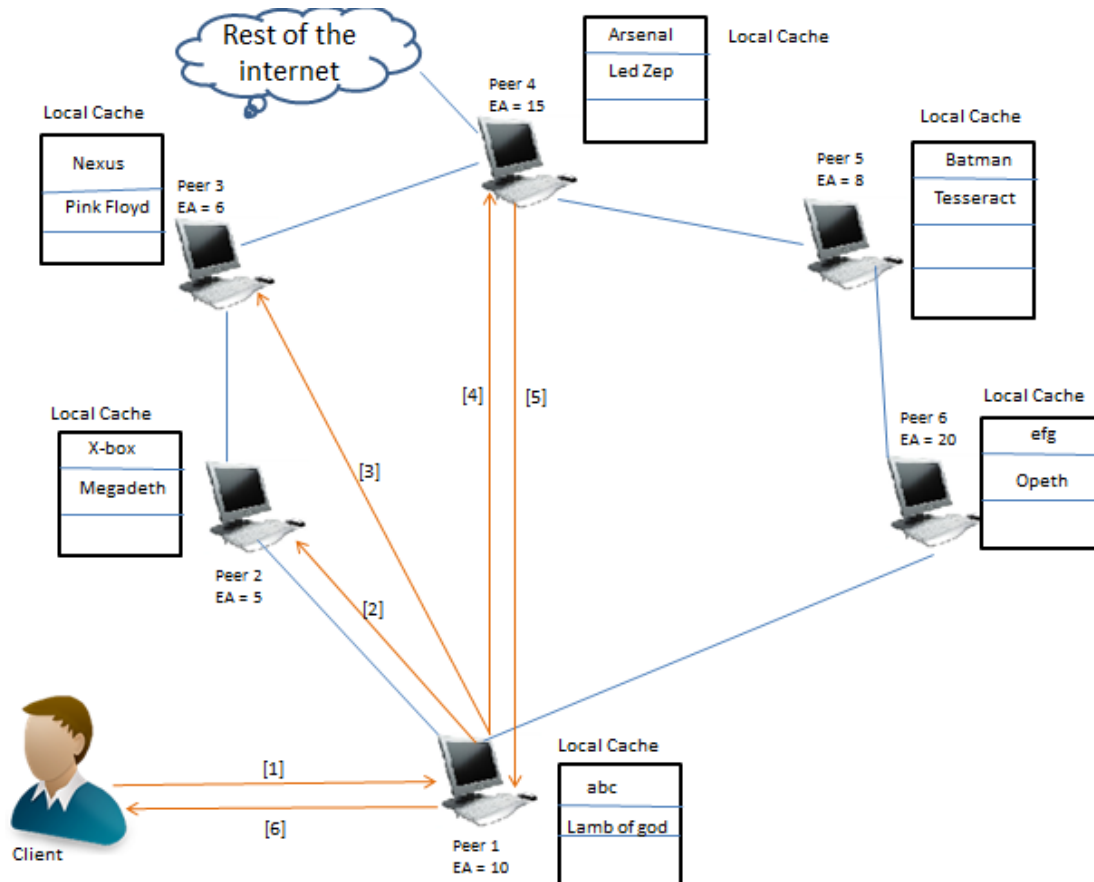 Rest of the
internet
Arsenal
Led Zep
Local Cache
Peer 4
EA = 15
Local Cache
Nexus
Pink Floyd
Peer 3
EA = 6
Local Cache
Batman
Tesseract
Peer 5
EA = 8
[4]
[5]
[3]
Local Cache
X-box
Megadeth
Local Cache
efg
Opeth
Peer 6
EA = 20
Peer 2
EA = 5
[2]
[1]
[6]
Client
Local Cache
abc
Lamb of god
Peer 1
EA = 10